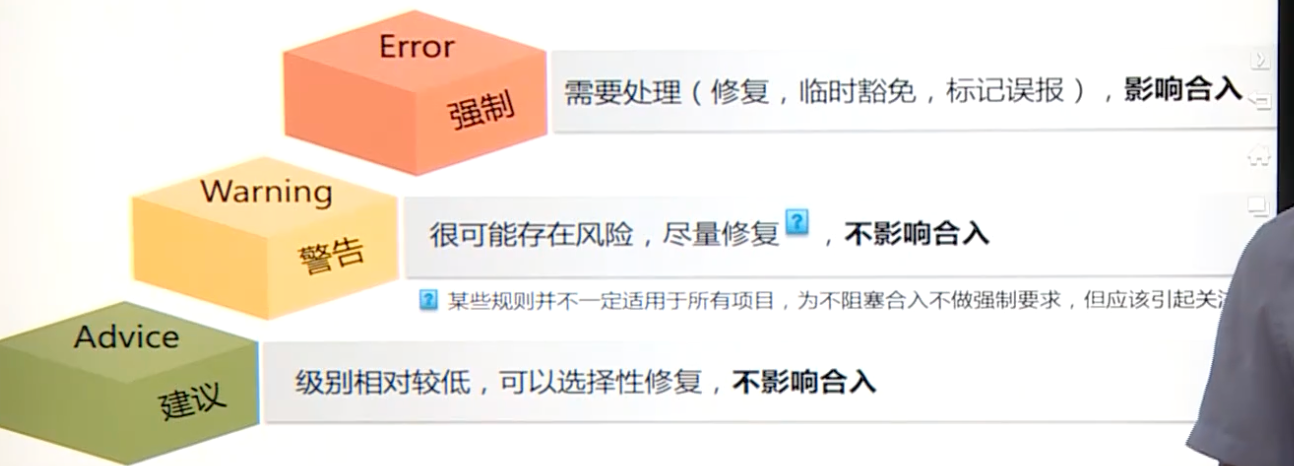 Error
强制
需要处理（修复，临时豁免，标记误报），影响合入
Warning
警告
很可能存在风险，尽量修复?，不影响合入
? 某些规则并不一定适用于所有项目，为不阻塞合入不做强制要求，但应该引起关
Advice
建议
级别相对较低，可以选择性修复，不影响合入